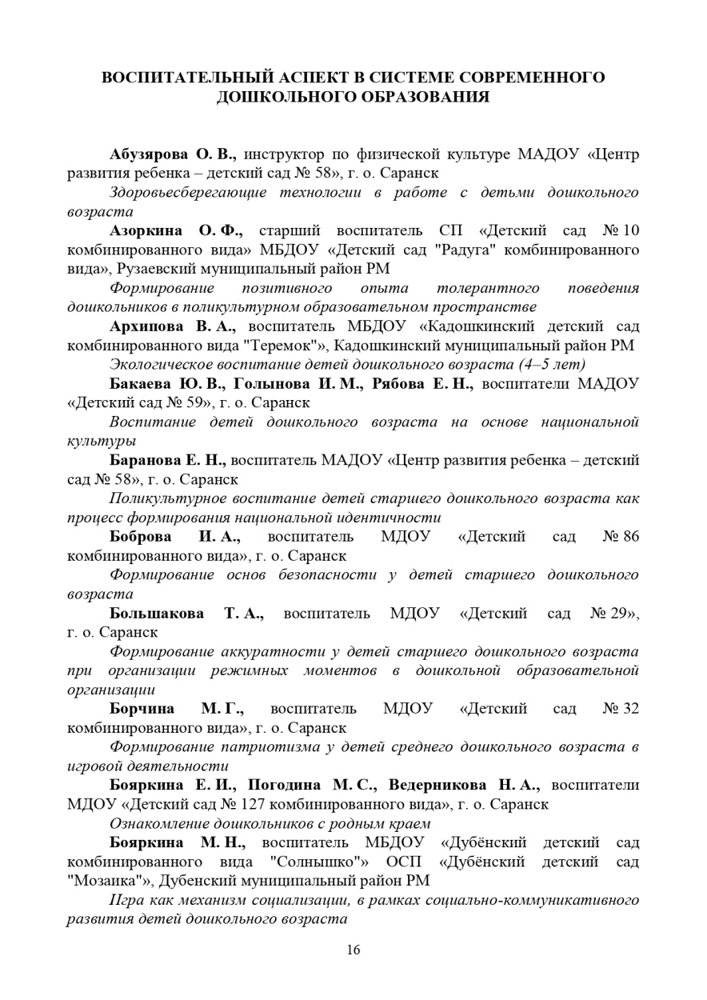 ВОСПИТАТЕЛЬНЫЙ АСПЕКТ В СИСТЕМЕ СОВРЕМЕННОГО
ДОШКОЛЬНОГО ОБРАЗОВАНИЯ
Абузярова О. В., инструктор по физической культуре МАДОУ «Центр
развития ребенка – детский сад № 58», г. о. Саранск
Здоровьесберегающие технологии в работе с детьми дошкольного
возраста
Азоркина О. Ф., старший воспитатель СП «Детский сад № 10
комбинированного вида» МБДОУ «Детский сад "Радуга" комбинированного
вида», Рузаевский муниципальный район РМ
Формирование позитивного опыта толерантного поведения
дошкольников в поликультурном образовательном пространстве
Архипова В. А., воспитатель МБДОУ «Кадошкинский детский сад
комбинированного вида "Теремок"», Кадошкинский муниципальный район РМ
Экологическое воспитание детей дошкольного возраста (4–5 лет)
Бакаева Ю. В., Голынова И. М., Рябова Е. Н., воспитатели МАДОУ
«Детский сад № 59», г. о. Саранск
Воспитание детей дошкольного возраста на основе национальной
культуры
Баранова Е. Н., воспитатель МАДОУ «Центр развития ребенка – детский
сад № 58», г. о. Саранск
Поликультурное воспитание детей старшего дошкольного возраста как
процесс формирования национальной идентичности
Боброва И. А., воспитатель МДОУ «Детский сад № 86
комбинированного вида», г. о. Саранск
Формирование основ безопасности у детей старшего дошкольного
возраста
Большакова Т. А., воспитатель МДОУ «Детский сад № 29»,
г. о. Саранск
Формирование аккуратности у детей старшего дошкольного возраста
при организации режимных моментов в дошкольной образовательной
организации
Борчина М. Г., воспитатель МДОУ «Детский сад № 32
комбинированного вида», г. о. Саранск
Формирование патриотизма у детей среднего дошкольного возраста в
игровой деятельности
Бояркина Е. И., Погодина М. С., Ведерникова Н. А., воспитатели
МДОУ «Детский сад № 127 комбинированного вида», г. о. Саранск
Ознакомление дошкольников с родным краем
Бояркина М. Н., воспитатель МБДОУ «Дубёнский детский сад
комбинированного вида "Солнышко"» ОСП «Дубёнский детский сад
"Мозаика"», Дубенский муниципальный район РМ
Игра как механизм социализации, в рамках социально-коммуникативного
развития детей дошкольного возраста
16